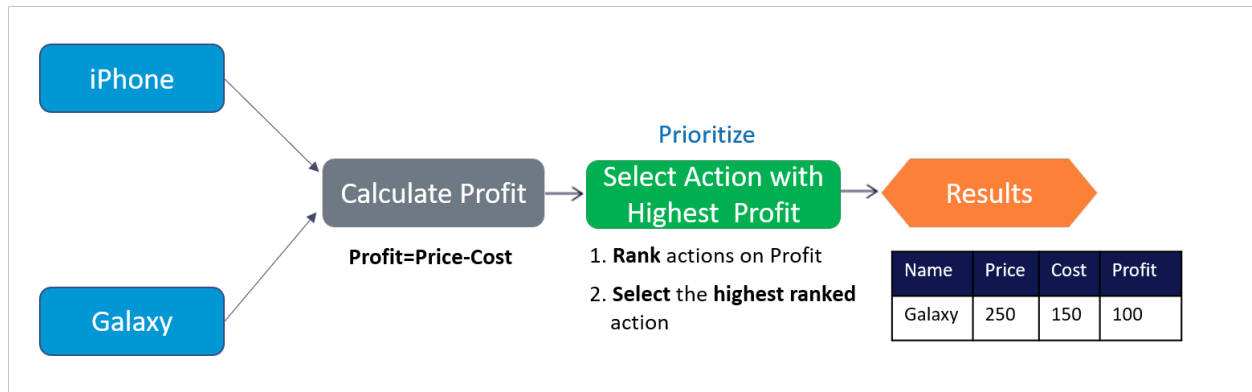 iPhone
Galaxy
Calculate Profit
Profit=Price-Cost
Prioritize
Select Action with
Highest Profit
1. Rank actions on Profit
2. Select the highest ranked
action
Results
Name Price Cost Profit
Galaxy 250 150 100